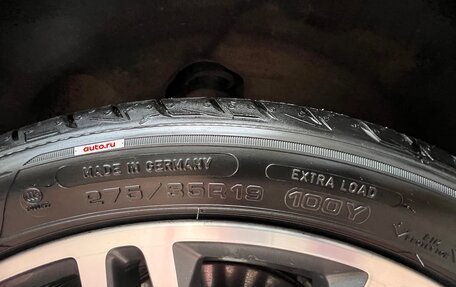 auto.ru
MADE IN GERMANY
EXTRA LOAD
275/35R19 100Y